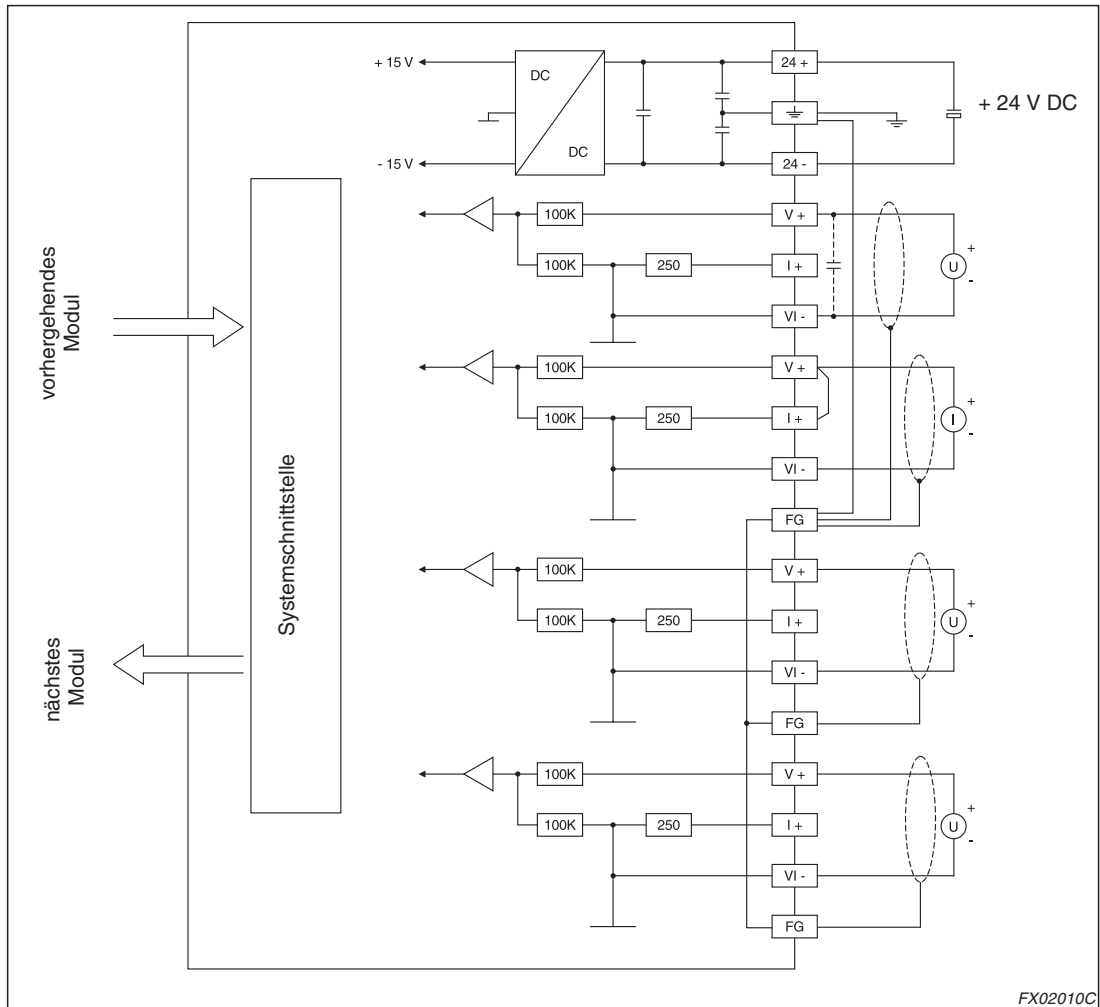 + 15 V
DC
DC
- 15 V
24 +
24 -
+ 24 V DC
100K
V +
100K
250
I +
VI -
U
+
-
100K
V +
100K
250
I +
VI -
I
+
-
FG
100K
V +
100K
250
I +
VI -
U
+
-
FG
100K
V +
100K
250
I +
VI -
U
+
-
FG
vorhergehendes
Modul
Systemschnittstelle
nächstes
Modul
FX02010C